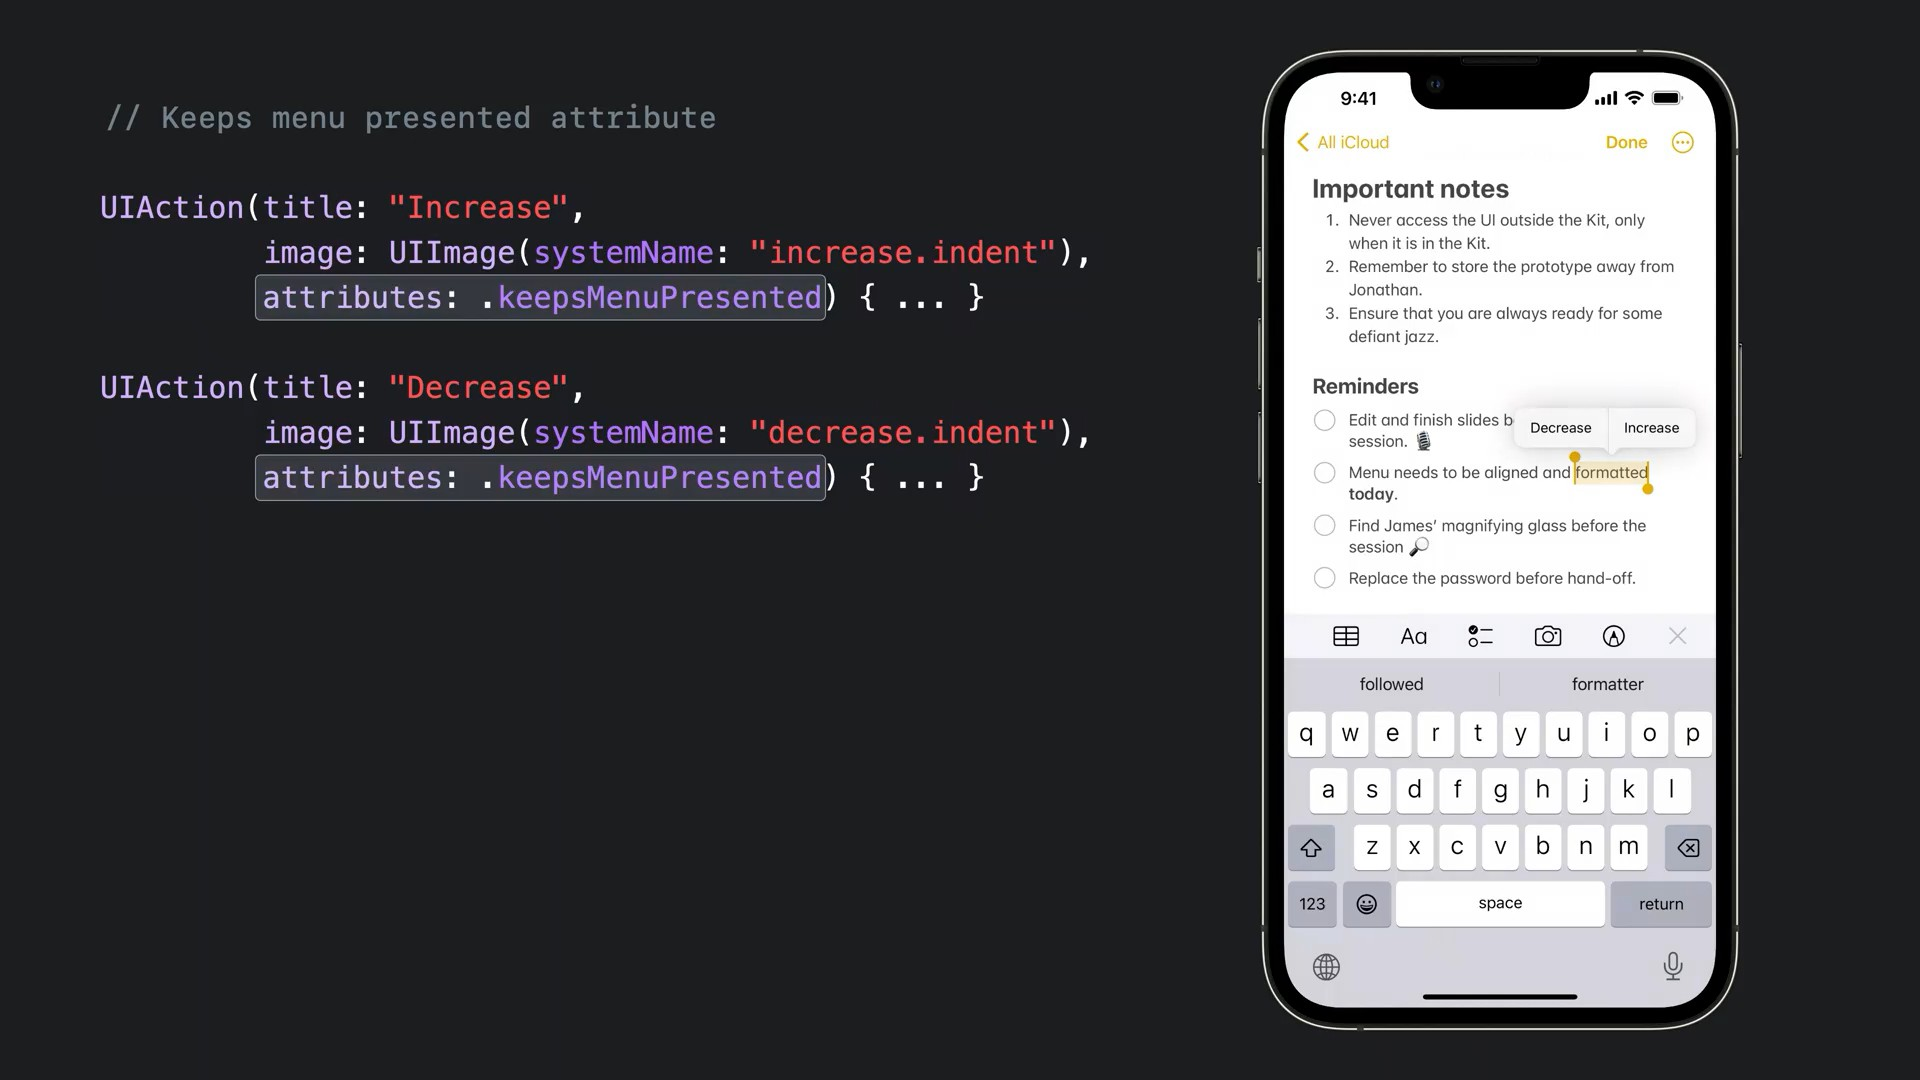 // Keeps menu presented attribute
UIAction(title: "Increase",
image: UIImage(systemName: "increase.indent"),
attributes: .keepsMenuPresented) { ... }
UIAction(title: "Decrease",
image: UIImage(systemName: "decrease.indent"),
attributes: .keepsMenuPresented) { ... }
9:41
All iCloud
Done
Important notes
1. Never access the UI outside the Kit, only
when it is in the Kit.
2. Remember to store the prototype away from
Jonathan.
3. Ensure that you are always ready for some
defiant jazz.
Reminders
Edit and finish slides b
Decrease
Increase
session. 🎙️
Menu needs to be aligned and formatted
today.
Find James’ magnifying glass before the
session 🔎
Replace the password before hand-off.
Aa
followed
formatter
q w e r t y u i o p
a s d f g h j k l
z x c v b n m
123
space
return